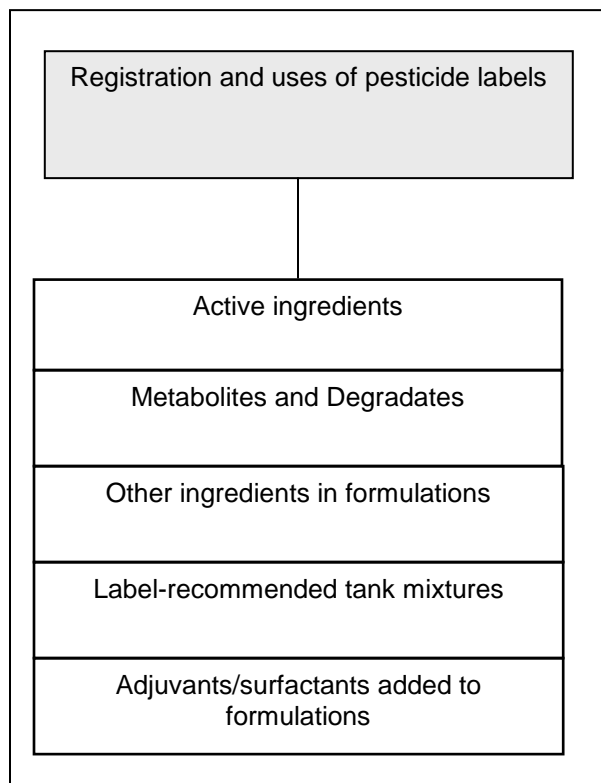 Registration and uses of pesticide labels
Active ingredients
Metabolites and Degradates
Other ingredients in formulations
Label-recommended tank mixtures
Adjuvants/surfactants added to
formulations